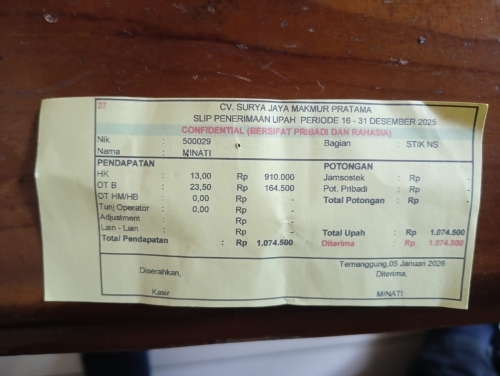 37
CV. SURYA JAYA MAKMUR PRATAMA
SLIP PENERIMAAN UPAH PERIODE 16 - 31 DESEMBER 2025
CONFIDENTIAL (BERSIFAT PRIBADI DAN RAHASIA)
Nik : 500029 Bagian : STIK NS
Nama : MINATI
PENDAPATAN POTONGAN
HK : 13,00 Rp 910.000 Jamsostek : Rp -
OT B : 23,50 Rp 164.500 Pot. Pribadi : Rp -
OT HM/HB : 0,00 Rp - Total Potongan : Rp -
Tunj Operator : 0,00 Rp -
Adjustment : Rp -
Lain - Lain : Rp - Total Upah : Rp 1.074.500
Total Pendapatan : Rp 1.074.500 Diterima : Rp 1.074.500
Temanggung,05 Januari 2026
Diserahkan, Diterima,
Kasir MINATI